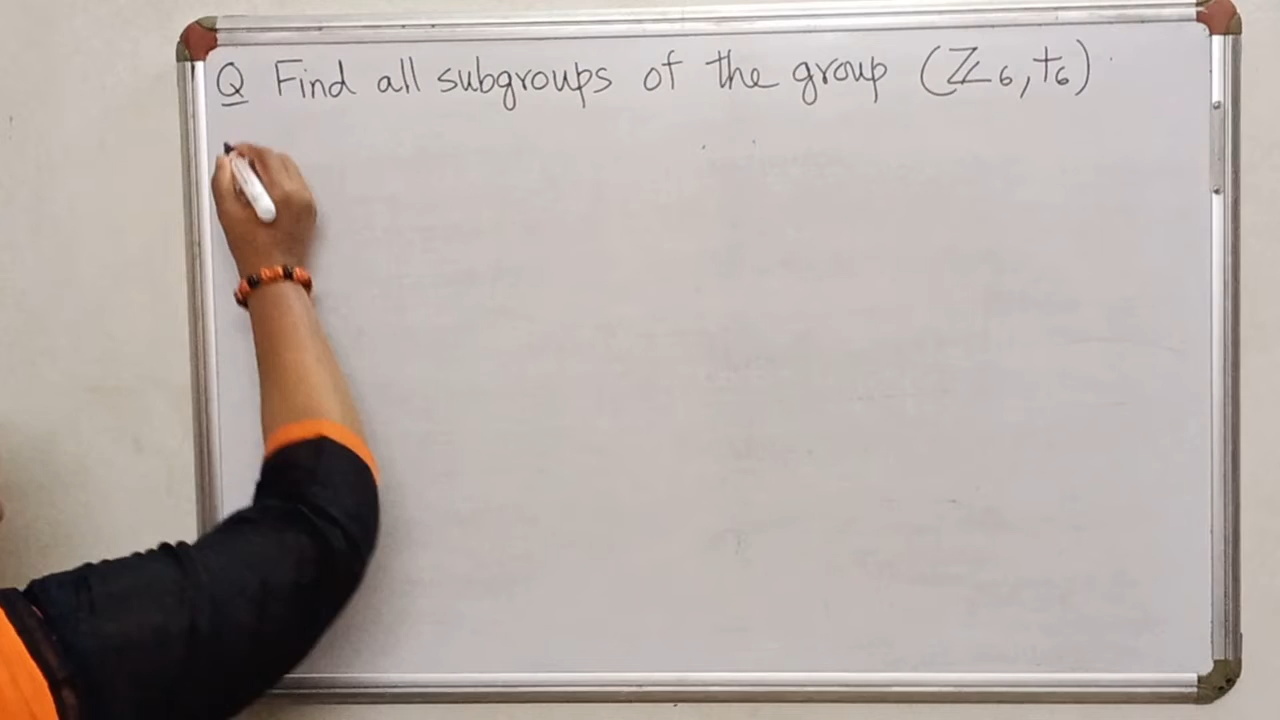 Q Find all subgroups of the group (ℤ₆, +₆)